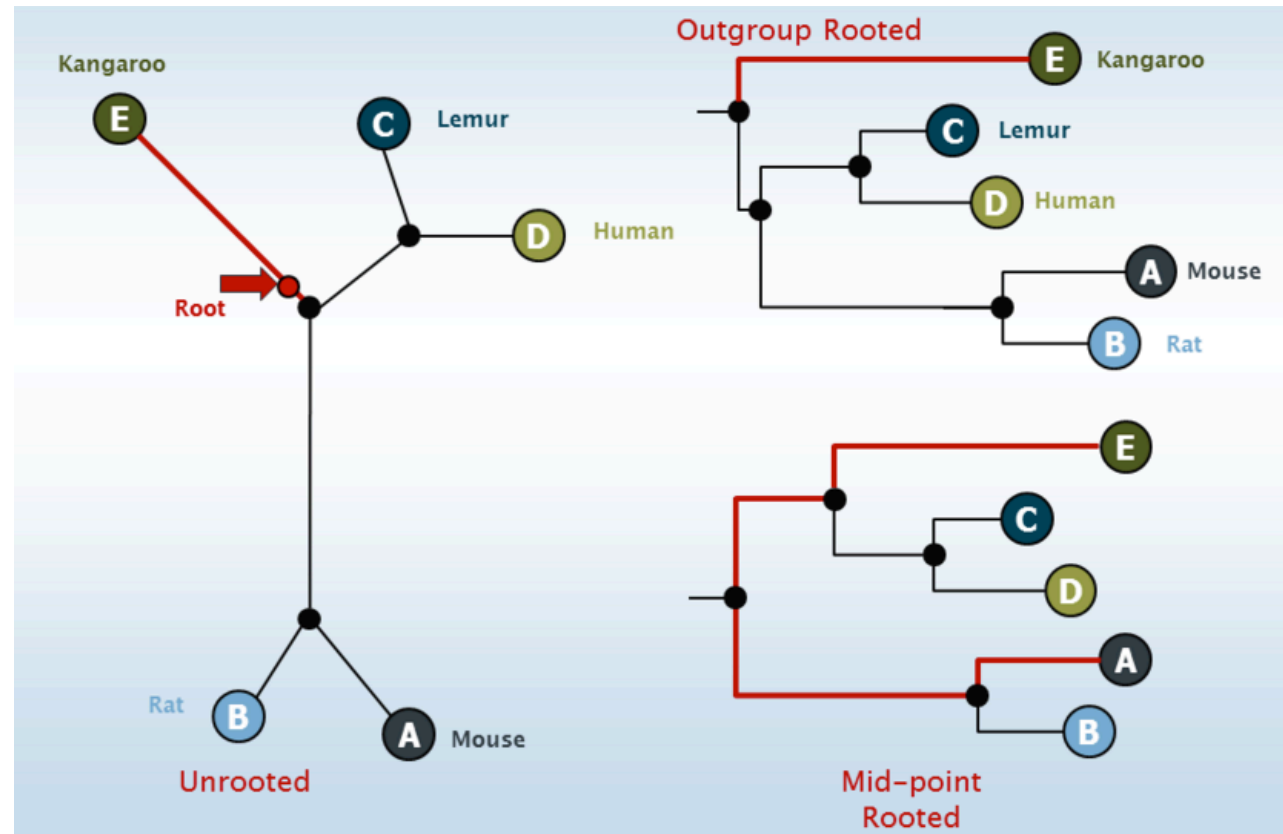 Kangaroo
E
C
Lemur
D
Human
Root
Rat
B
A
Mouse
Unrooted
Outgroup Rooted
E
Kangaroo
C
Lemur
D
Human
A
Mouse
B
Rat
E
C
D
A
B
Mid-point
Rooted